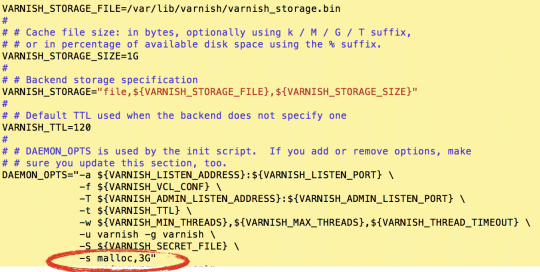 VARNISH_STORAGE_FILE=/var/lib/varnish/varnish_storage.bin
#
# # Cache file size: in bytes, optionally using k / M / G / T suffix,
# # or in percentage of available disk space using the % suffix.
VARNISH_STORAGE_SIZE=1G
#
# # Backend storage specification
VARNISH_STORAGE="file,${VARNISH_STORAGE_FILE},${VARNISH_STORAGE_SIZE}"
#
# # Default TTL used when the backend does not specify one
VARNISH_TTL=120
#
# # DAEMON_OPTS is used by the init script.  If you add or remove options, make
# # sure you update this section, too.
DAEMON_OPTS="-a ${VARNISH_LISTEN_ADDRESS}:${VARNISH_LISTEN_PORT} \
             -f ${VARNISH_VCL_CONF} \
             -T ${VARNISH_ADMIN_LISTEN_ADDRESS}:${VARNISH_ADMIN_LISTEN_PORT} \
             -t ${VARNISH_TTL} \
             -w ${VARNISH_MIN_THREADS},${VARNISH_MAX_THREADS},${VARNISH_THREAD_TIMEOUT} \
             -u varnish -g varnish \
             -S ${VARNISH_SECRET_FILE} \
             -s malloc,3G"